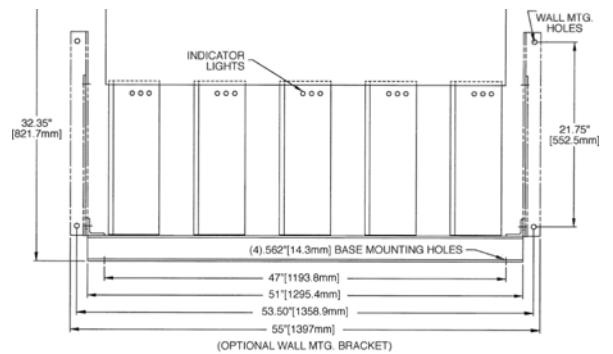 WALL MTG.
HOLES
INDICATOR
LIGHTS
32.35"
[821.7mm]
21.75"
[552.5mm]
(4).562"[14.3mm] BASE MOUNTING HOLES
47"[1193.8mm]
51"[1295.4mm]
53.50"[1358.9mm]
55"[1397mm]
(OPTIONAL WALL MTG. BRACKET)